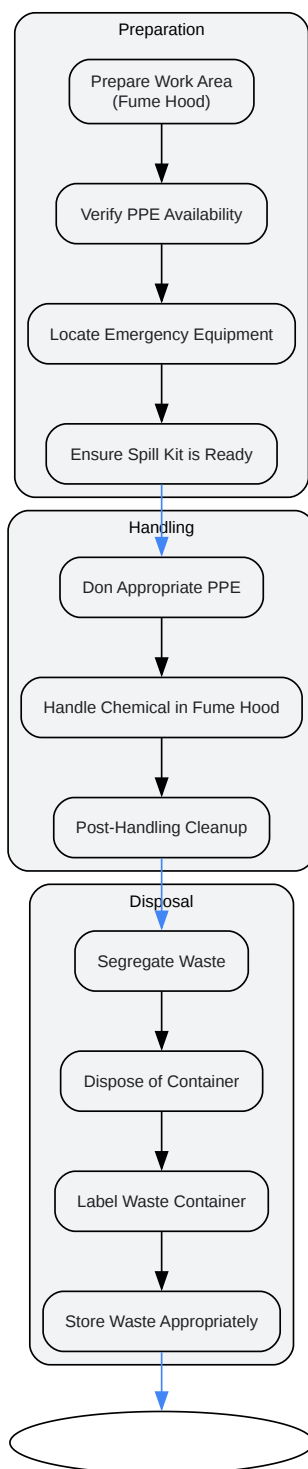 Preparation
Prepare Work Area
(Fume Hood)
Verify PPE Availability
Locate Emergency Equipment
Ensure Spill Kit is Ready
Handling
Don Appropriate PPE
Handle Chemical in Fume Hood
Post-Handling Cleanup
Disposal
Segregate Waste
Dispose of Container
Label Waste Container
Store Waste Appropriately